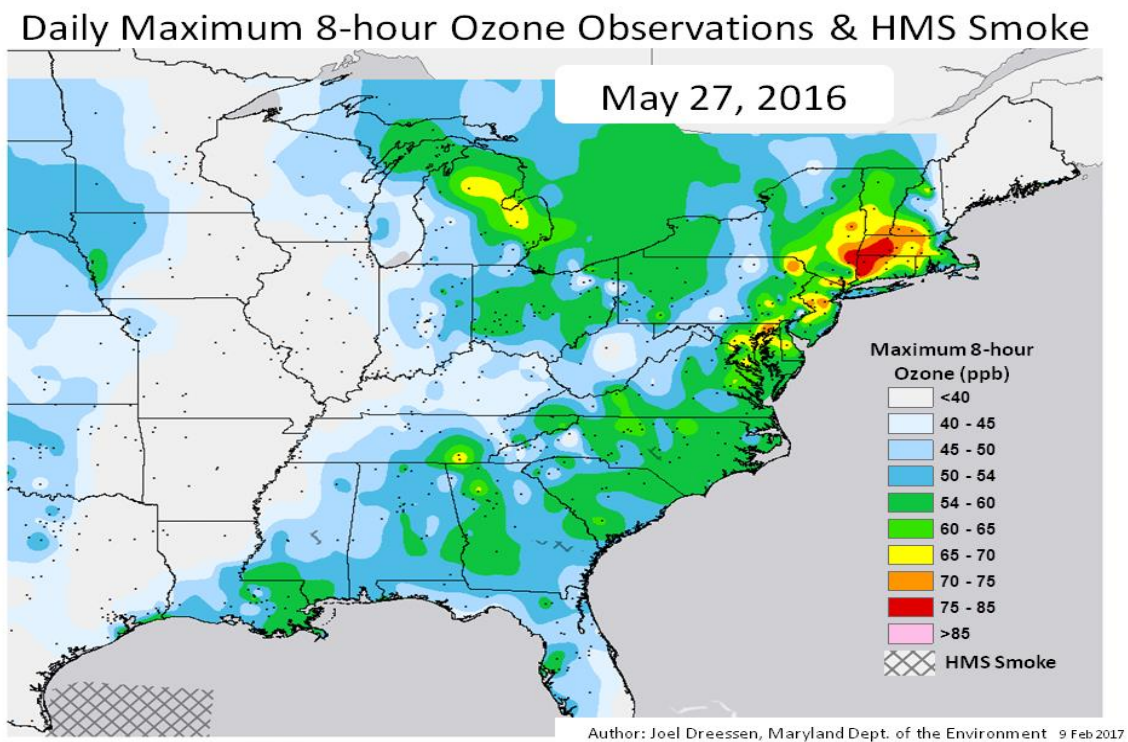 Daily Maximum 8-hour Ozone Observations & HMS Smoke
May 27, 2016
Maximum 8-hour
Ozone (ppb)
<40
40 - 45
45 - 50
50 - 54
54 - 60
60 - 65
65 - 70
70 - 75
75 - 85
>85
HMS Smoke
Author: Joel Dreessen, Maryland Dept. of the Environment 9 Feb 2017